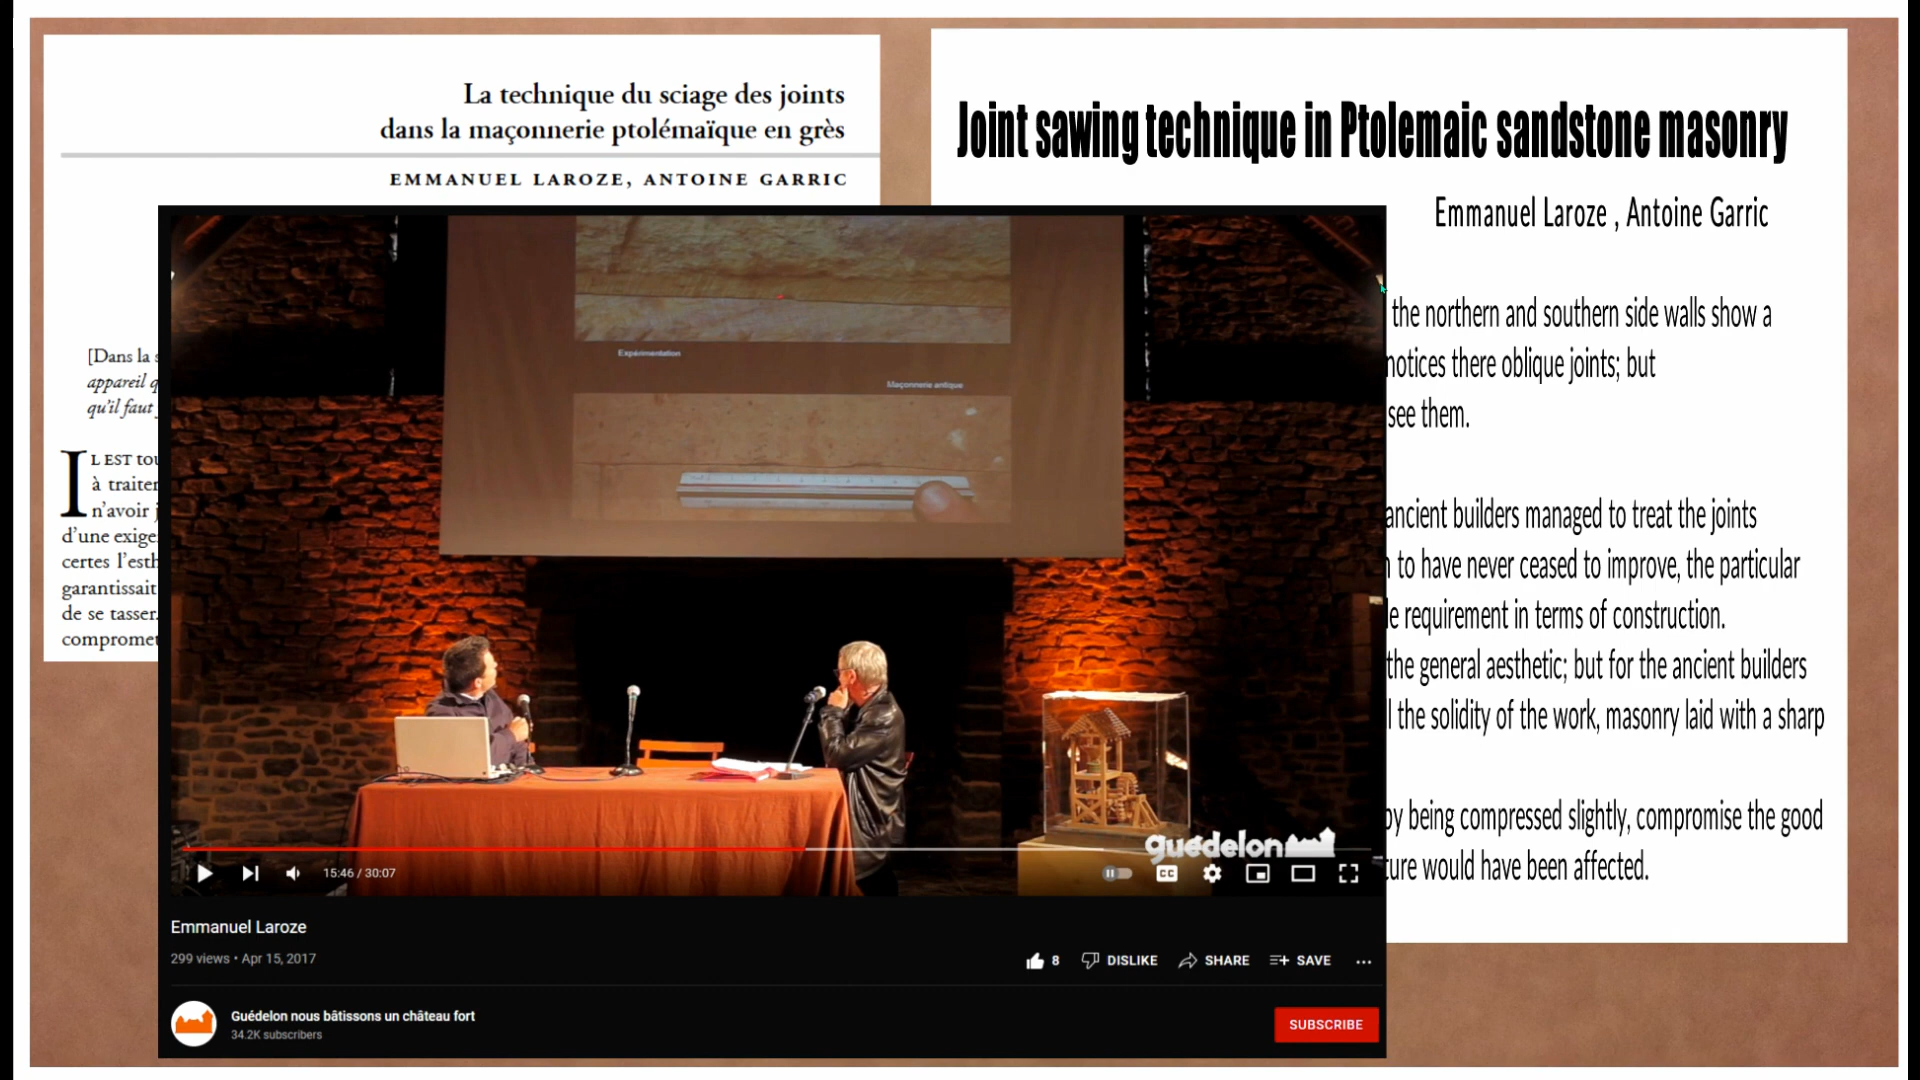 La technique du sciage des joints
dans la maçonnerie ptolémaïque en grès
EMMANUEL LAROZE, ANTOINE GARRIC
[Dans la s
appareil q
qu'il faut
IL EST tou
à traiter
n'avoir j
d'une exige
certes l'esth
garantissait
de se tasser.
compromet
Joint sawing technique in Ptolemaic sandstone masonry
Emmanuel Laroze , Antoine Garric
the northern and southern side walls show a
notices there oblique joints; but
see them.
ancient builders managed to treat the joints
to have never ceased to improve, the particular
requirement in terms of construction.
the general aesthetic; but for the ancient builders
the solidity of the work, masonry laid with a sharp
by being compressed slightly, compromise the good
ture would have been affected.
Expérimentation
Maçonnerie antique
guédelon
15:46 / 30:07
CC
Emmanuel Laroze
299 views • Apr 15, 2017
8 DISLIKE SHARE SAVE
Guédelon nous bâtissons un château fort
34.2K subscribers
SUBSCRIBE